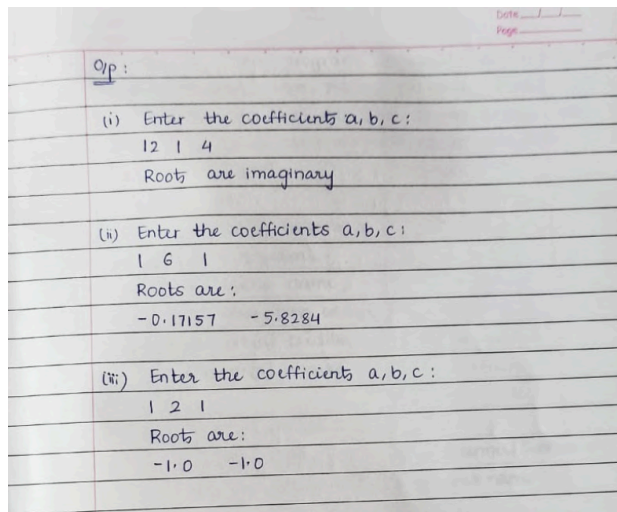 Date / /
Page
O/p :
(i) Enter the coefficients a, b, c :
12 1 4
Roots are imaginary
(ii) Enter the coefficients a, b, c :
1 6 1
Roots are :
-0.17157 -5.8284
(iii) Enter the coefficients a, b, c :
1 2 1
Roots are :
-1.0 -1.0